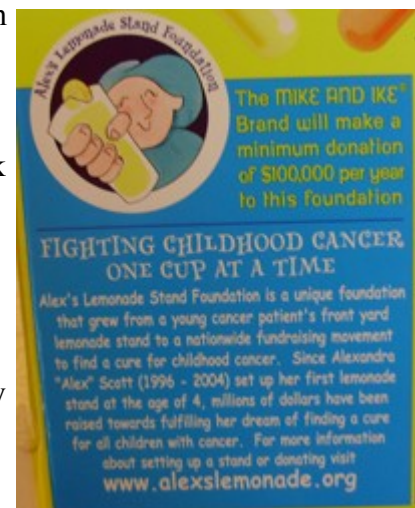 Alex's Lemonade Stand Foundation
The MIKE AND IKE®
Brand will make a
minimum donation
of $100,000 per year
to this foundation
FIGHTING CHILDHOOD CANCER
ONE CUP AT A TIME
Alex's Lemonade Stand Foundation is a unique foundation
that grew from a young cancer patient's front yard
lemonade stand to a nationwide fundraising movement
to find a cure for childhood cancer. Since Alexandra
"Alex" Scott (1996 - 2004) set up her first lemonade
stand at the age of 4, millions of dollars have been
raised towards fulfilling her dream of finding a cure
for all children with cancer. For more information
about setting up a stand or donating visit
www.alexslemonade.org